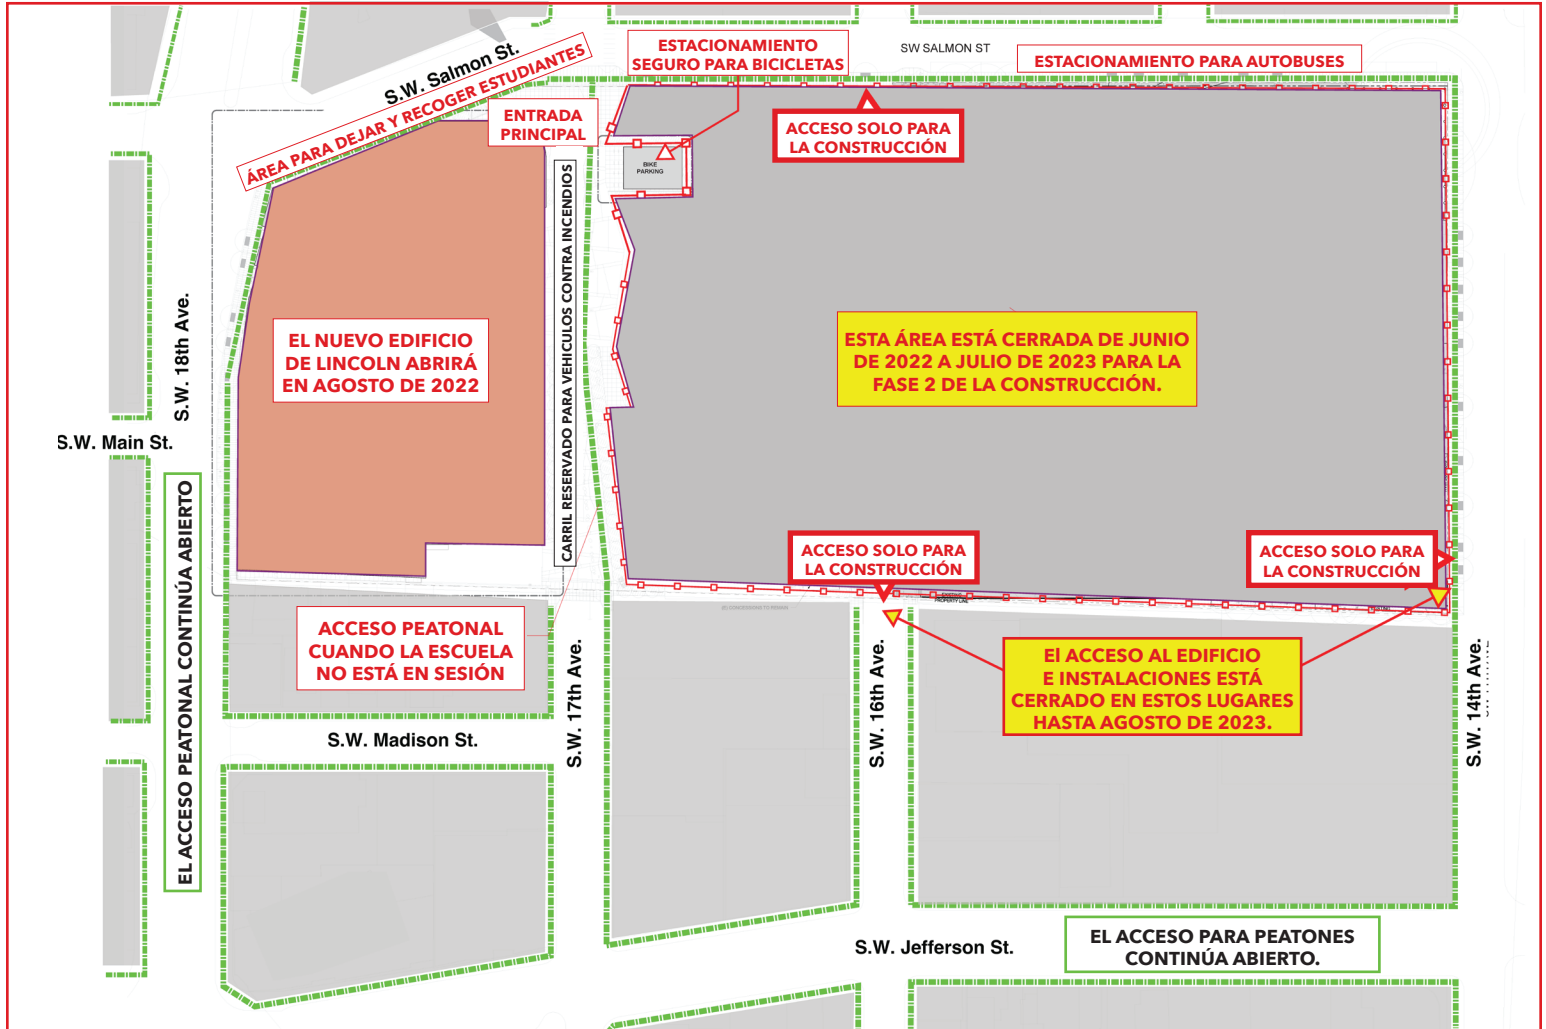 S.W. Salmon St.
ÁREA PARA DEJAR Y RECOGER ESTUDIANTES
ESTACIONAMIENTO
SEGURO PARA BICICLETAS
SW SALMON ST
ESTACIONAMIENTO PARA AUTOBUSES
ENTRADA
PRINCIPAL
ACCESO SOLO PARA
LA CONSTRUCCIÓN
BIKE
PARKING
CARRIL RESERVADO PARA VEHICULOS CONTRA INCENDIOS
S.W. 18th Ave.
EL NUEVO EDIFICIO
DE LINCOLN ABRIRÁ
EN AGOSTO DE 2022
ESTA ÁREA ESTÁ CERRADA DE JUNIO
DE 2022 A JULIO DE 2023 PARA LA
FASE 2 DE LA CONSTRUCCIÓN.
S.W. Main St.
EL ACCESO PEATONAL CONTINÚA ABIERTO
ACCESO SOLO PARA
LA CONSTRUCCIÓN
ACCESO SOLO PARA
LA CONSTRUCCIÓN
EXISTING
PROPERTY LINE
ACCESO PEATONAL
CUANDO LA ESCUELA
NO ESTÁ EN SESIÓN
S.W. 17th Ave.
S.W. 16th Ave.
El ACCESO AL EDIFICIO
E INSTALACIONES ESTÁ
CERRADO EN ESTOS LUGARES
HASTA AGOSTO DE 2023.
S.W. 14th Ave.
S.W. Madison St.
S.W. Jefferson St.
EL ACCESO PARA PEATONES
CONTINÚA ABIERTO.